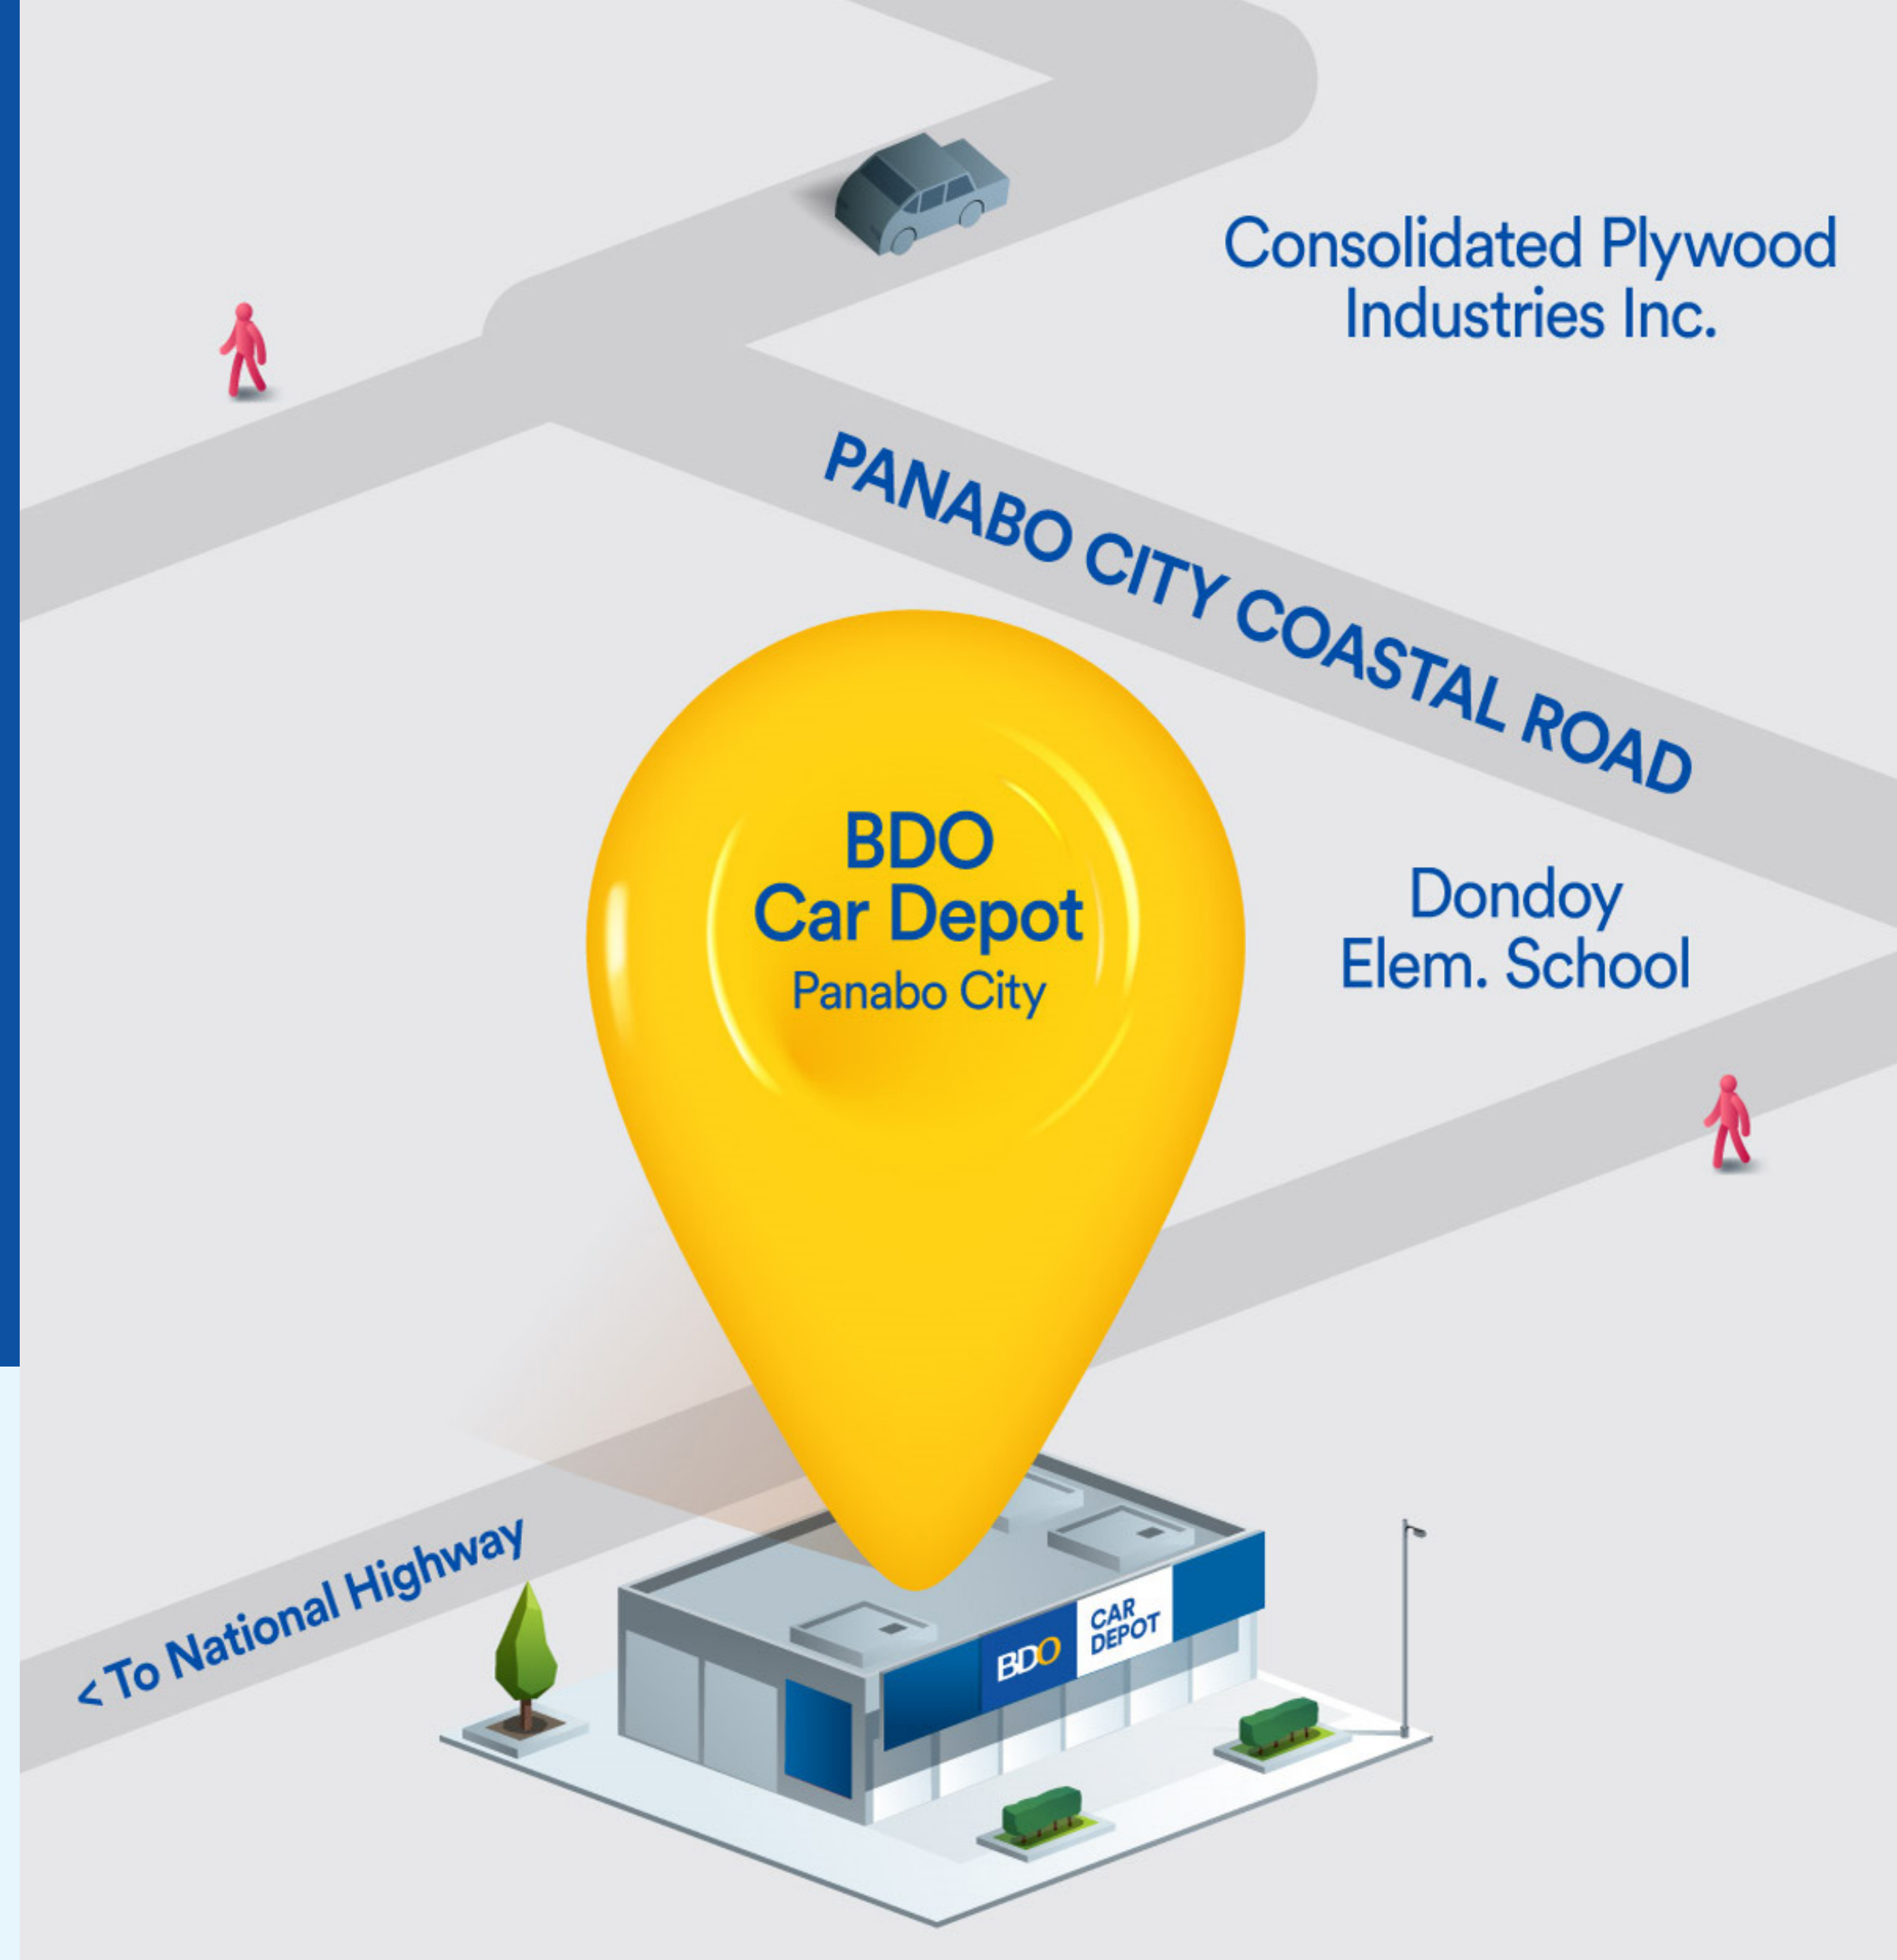 Consolidated Plywood
Industries Inc.
PANABO CITY COASTAL ROAD
BDO
Car Depot
Panabo City
Dondoy
Elem. School
< To National Highway
BDO
CAR
DEPOT